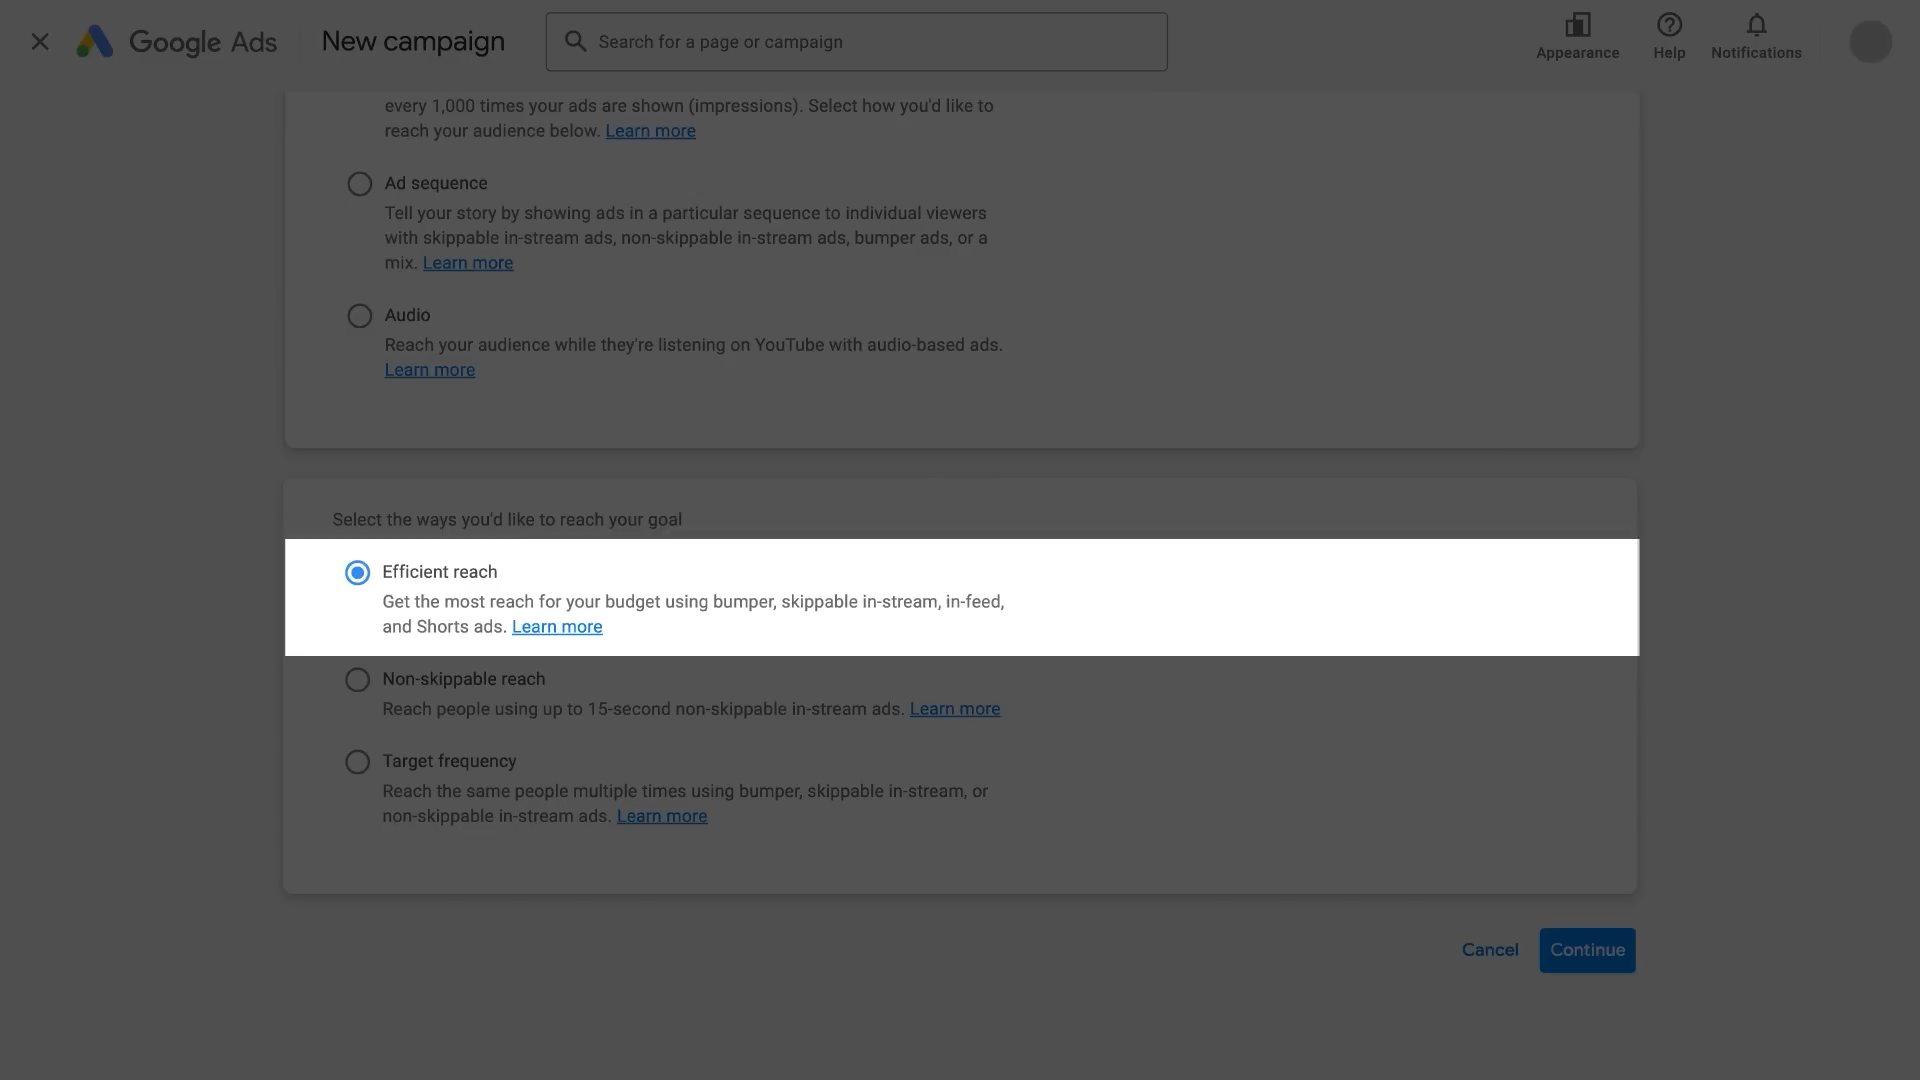 Google Ads
New campaign
Search for a page or campaign
Appearance
Help
Notifications
every 1,000 times your ads are shown (impressions). Select how you'd like to
reach your audience below. Learn more
Ad sequence
Tell your story by showing ads in a particular sequence to individual viewers
with skippable in-stream ads, non-skippable in-stream ads, bumper ads, or a
mix. Learn more
Audio
Reach your audience while they're listening on YouTube with audio-based ads.
Learn more
Select the ways you'd like to reach your goal
Efficient reach
Get the most reach for your budget using bumper, skippable in-stream, in-feed,
and Shorts ads. Learn more
Non-skippable reach
Reach people using up to 15-second non-skippable in-stream ads. Learn more
Target frequency
Reach the same people multiple times using bumper, skippable in-stream, or
non-skippable in-stream ads. Learn more
Cancel
Continue